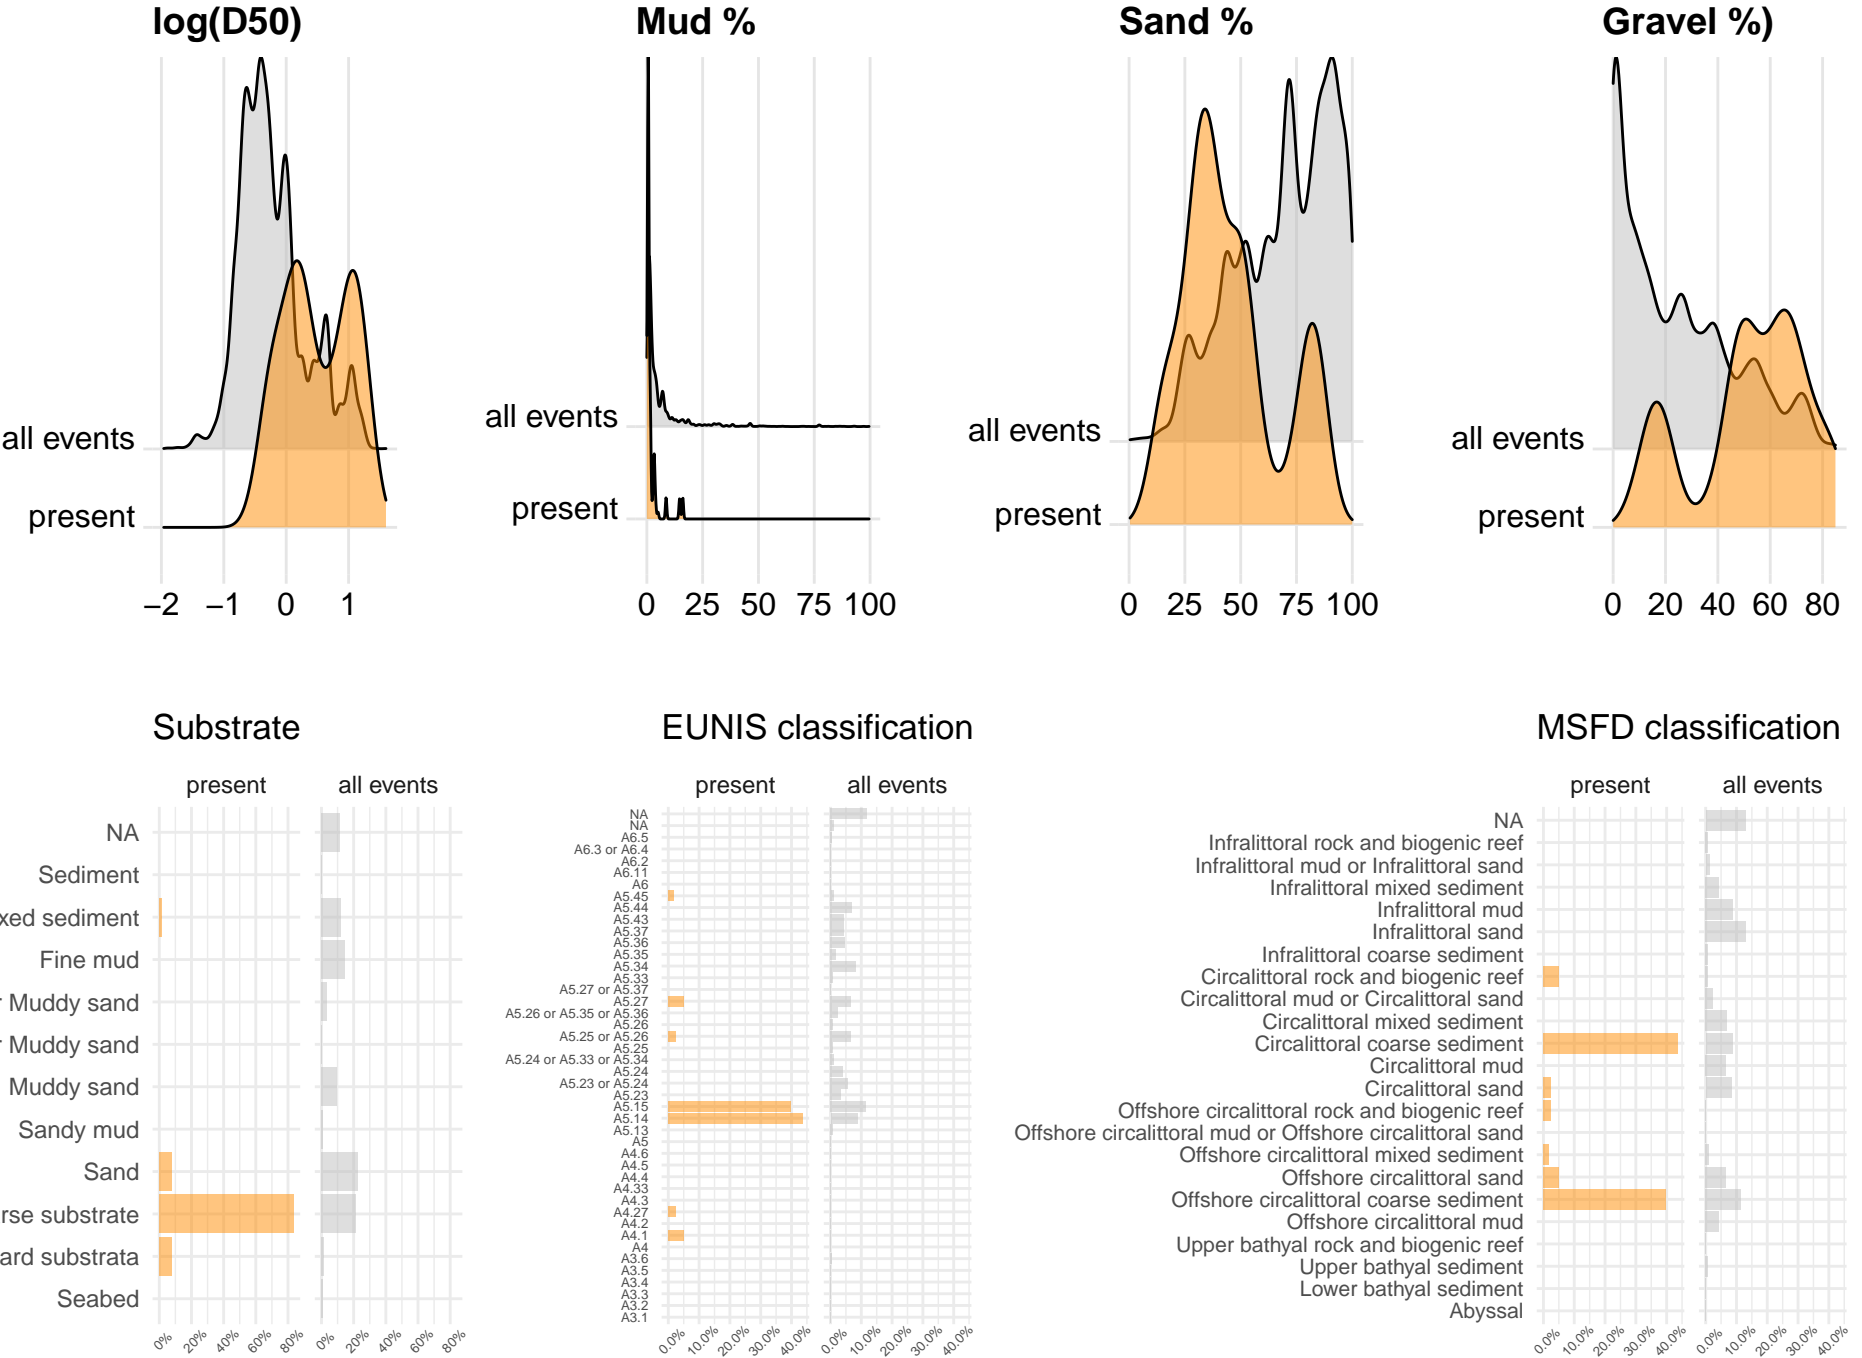 log(D50)
Mud %
Sand %
Gravel %)
all events
present
−2 −1 0 1
all events
present
0 25 50 75 100
all events
present
0 25 50 75 100
all events
present
0 20 40 60 80
Substrate
present all events
NA
Sediment
xed sediment
Fine mud
r Muddy sand
r Muddy sand
Muddy sand
Sandy mud
Sand
rse substrate
ard substrata
Seabed
0% 20% 40% 60% 80% 0% 20% 40% 60% 80%
EUNIS classification
present all events
NA
NA
A6.5
A6.3 or A6.4
A6.2
A6.11
A6
A5.45
A5.44
A5.43
A5.37
A5.36
A5.35
A5.34
A5.33
A5.27 or A5.37
A5.27
A5.26 or A5.35 or A5.36
A5.26
A5.25 or A5.26
A5.25
A5.24 or A5.33 or A5.34
A5.24
A5.23 or A5.24
A5.23
A5.15
A5.14
A5.13
A5
A4.6
A4.5
A4.4
A4.33
A4.3
A4.27
A4.2
A4.1
A4
A3.6
A3.5
A3.4
A3.3
A3.2
A3.1
0.0% 10.0% 20.0% 30.0% 40.0% 0.0% 10.0% 20.0% 30.0% 40.0%
MSFD classification
present all events
NA
Infralittoral rock and biogenic reef
Infralittoral mud or Infralittoral sand
Infralittoral mixed sediment
Infralittoral mud
Infralittoral sand
Infralittoral coarse sediment
Circalittoral rock and biogenic reef
Circalittoral mud or Circalittoral sand
Circalittoral mixed sediment
Circalittoral coarse sediment
Circalittoral mud
Circalittoral sand
Offshore circalittoral rock and biogenic reef
Offshore circalittoral mud or Offshore circalittoral sand
Offshore circalittoral mixed sediment
Offshore circalittoral sand
Offshore circalittoral coarse sediment
Offshore circalittoral mud
Upper bathyal rock and biogenic reef
Upper bathyal sediment
Lower bathyal sediment
Abyssal
0.0% 10.0% 20.0% 30.0% 40.0% 0.0% 10.0% 20.0% 30.0% 40.0%